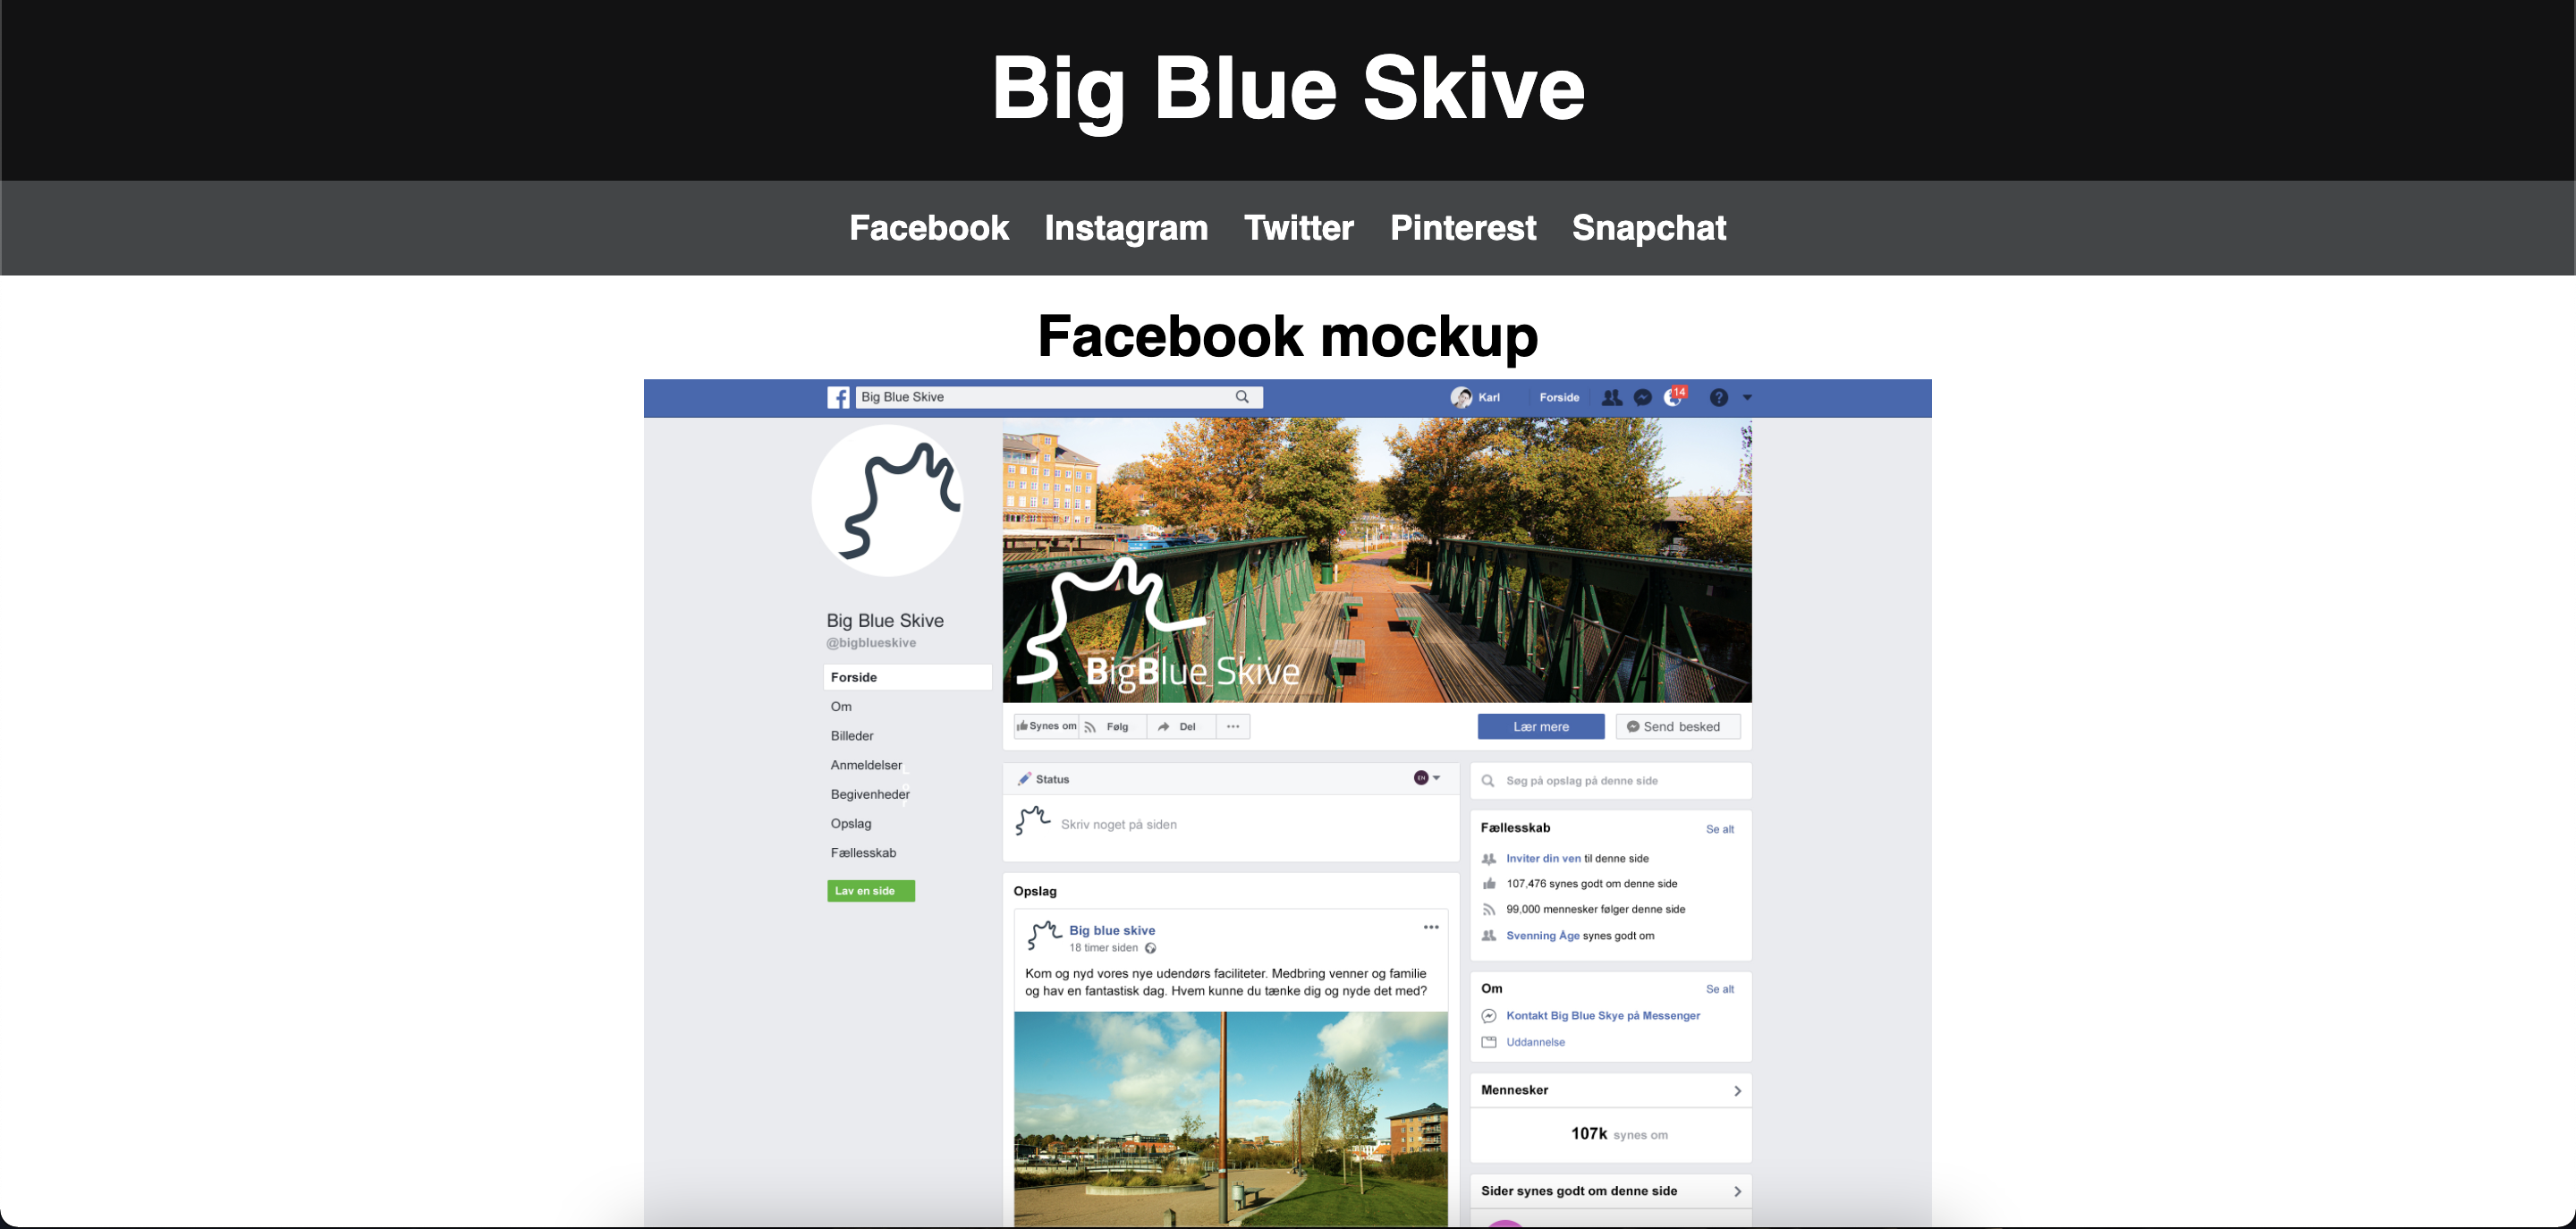 Big Blue Skive
Facebook Instagram Twitter Pinterest Snapchat
Facebook mockup
Big Blue Skive
Karl
Forside
14
Big Blue Skive
@bigblueskive
Forside
Om
Billeder
Anmeldelser
Begivenheder
Opslag
Fællesskab
Lav en side
BigBlue_Skive
Synes om
Følg
Del
Lær mere
Send besked
Status
EN
Skriv noget på siden
Opslag
Big blue skive
18 timer siden
Kom og nyd vores nye udendørs faciliteter. Medbring venner og familie
og hav en fantastisk dag. Hvem kunne du tænke dig og nyde det med?
Søg på opslag på denne side
Fællesskab
Se alt
Inviter din ven til denne side
107,476 synes godt om denne side
99,000 mennesker følger denne side
Svenning Åge synes godt om
Om
Se alt
Kontakt Big Blue Skye på Messenger
Uddannelse
Mennesker
107k synes om
Sider synes godt om denne side